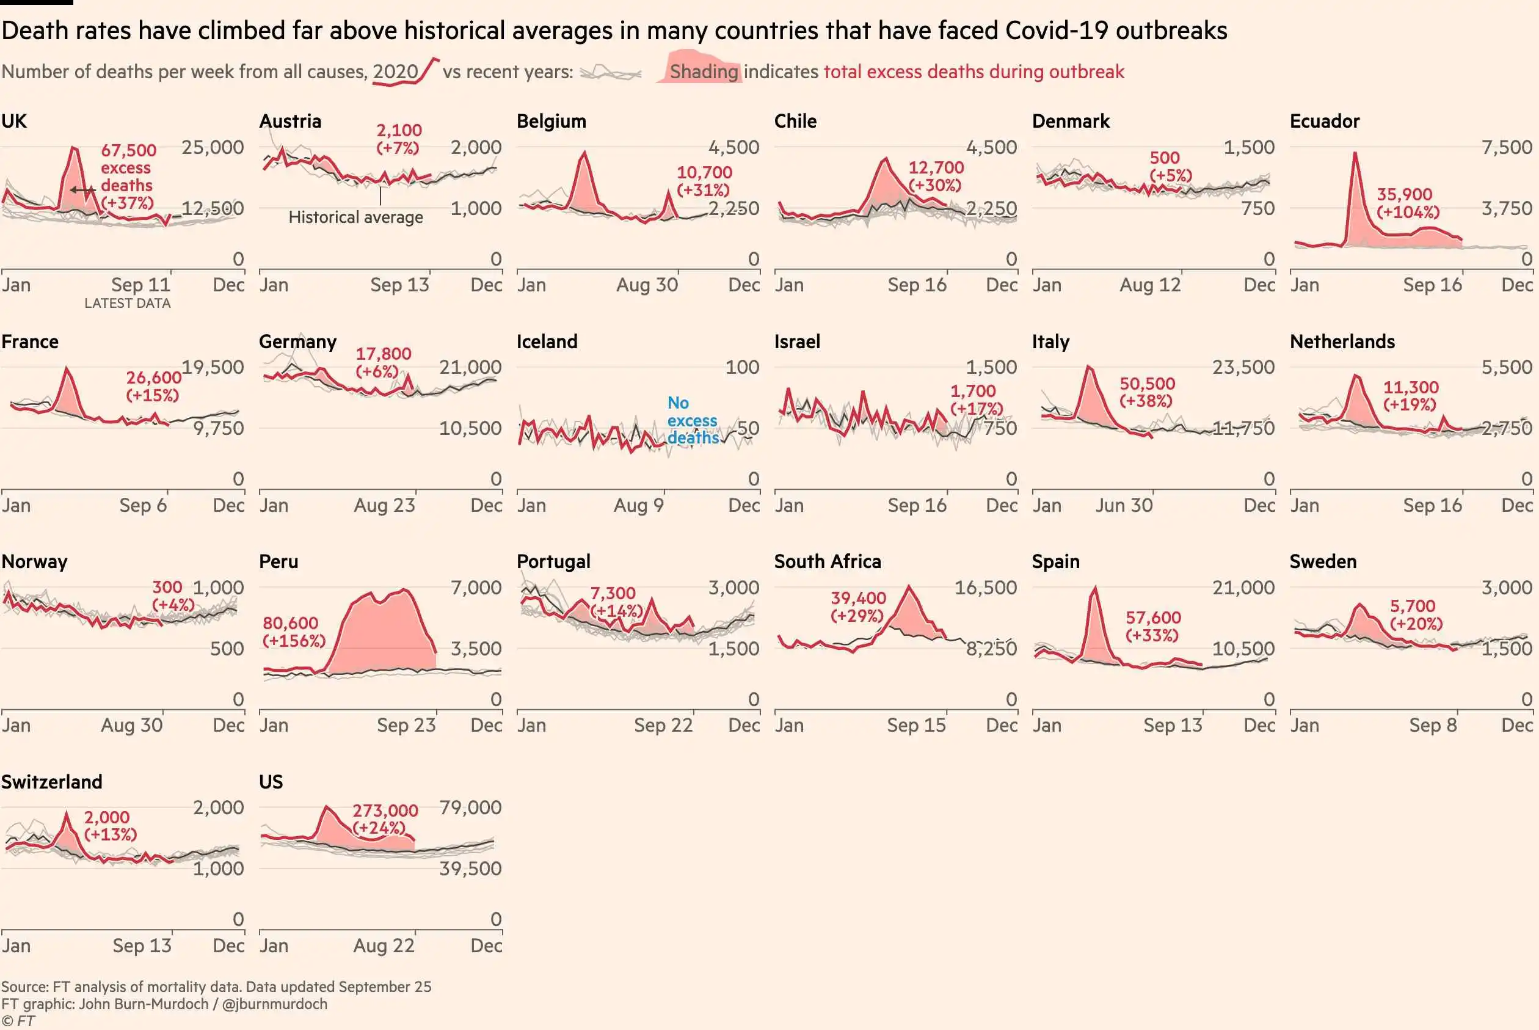 Death rates have climbed far above historical averages in many countries that have faced Covid-19 outbreaks
Number of deaths per week from all causes, 2020 vs recent years: Shading indicates total excess deaths during outbreak
UK
25,000
67,500
excess
deaths
(+37%)
12,500
0
Jan Sep 11 Dec
LATEST DATA
Austria
2,100
(+7%)
2,000
1,000
Historical average
0
Jan Sep 13 Dec
Belgium
4,500
10,700
(+31%)
2,250
0
Jan Aug 30 Dec
Chile
4,500
12,700
(+30%)
2,250
0
Jan Sep 16 Dec
Denmark
1,500
500
(+5%)
750
0
Jan Aug 12 Dec
Ecuador
7,500
35,900
(+104%)
3,750
0
Jan Sep 16 Dec
France
19,500
26,600
(+15%)
9,750
0
Jan Sep 6 Dec
Germany
17,800
(+6%)
21,000
10,500
0
Jan Aug 23 Dec
Iceland
100
No
excess
deaths
50
0
Jan Aug 9 Dec
Israel
1,500
1,700
(+17%)
750
0
Jan Sep 16 Dec
Italy
23,500
50,500
(+38%)
11,750
0
Jan Jun 30 Dec
Netherlands
5,500
11,300
(+19%)
2,750
0
Jan Sep 16 Dec
Norway
300
(+4%)
1,000
500
0
Jan Aug 30 Dec
Peru
7,000
80,600
(+156%)
3,500
0
Jan Sep 23 Dec
Portugal
7,300
(+14%)
3,000
1,500
0
Jan Sep 22 Dec
South Africa
16,500
39,400
(+29%)
8,250
0
Jan Sep 15 Dec
Spain
21,000
57,600
(+33%)
10,500
0
Jan Sep 13 Dec
Sweden
3,000
5,700
(+20%)
1,500
0
Jan Sep 8 Dec
Switzerland
2,000
2,000
(+13%)
1,000
0
Jan Sep 13 Dec
US
79,000
273,000
(+24%)
39,500
0
Jan Aug 22 Dec
Source: FT analysis of mortality data. Data updated September 25
FT graphic: John Burn-Murdoch / @jburnmurdoch
© FT